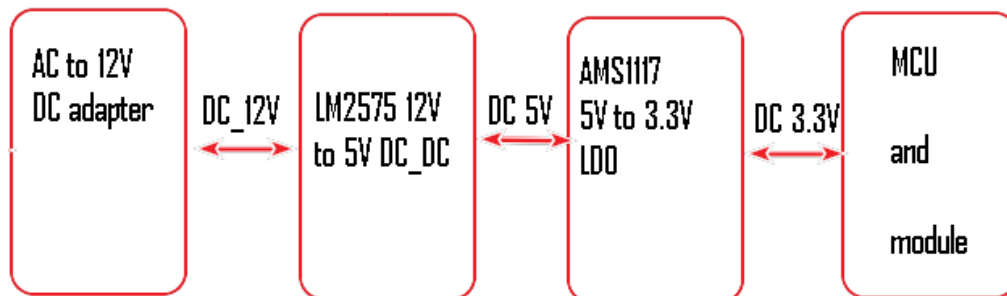 AC to 12V
DC adapter
DC_12V
LM2575 12V
to 5V DC_DC
DC 5V
AMS1117
5V to 3.3V
LDO
DC 3.3V
MCU
and
module